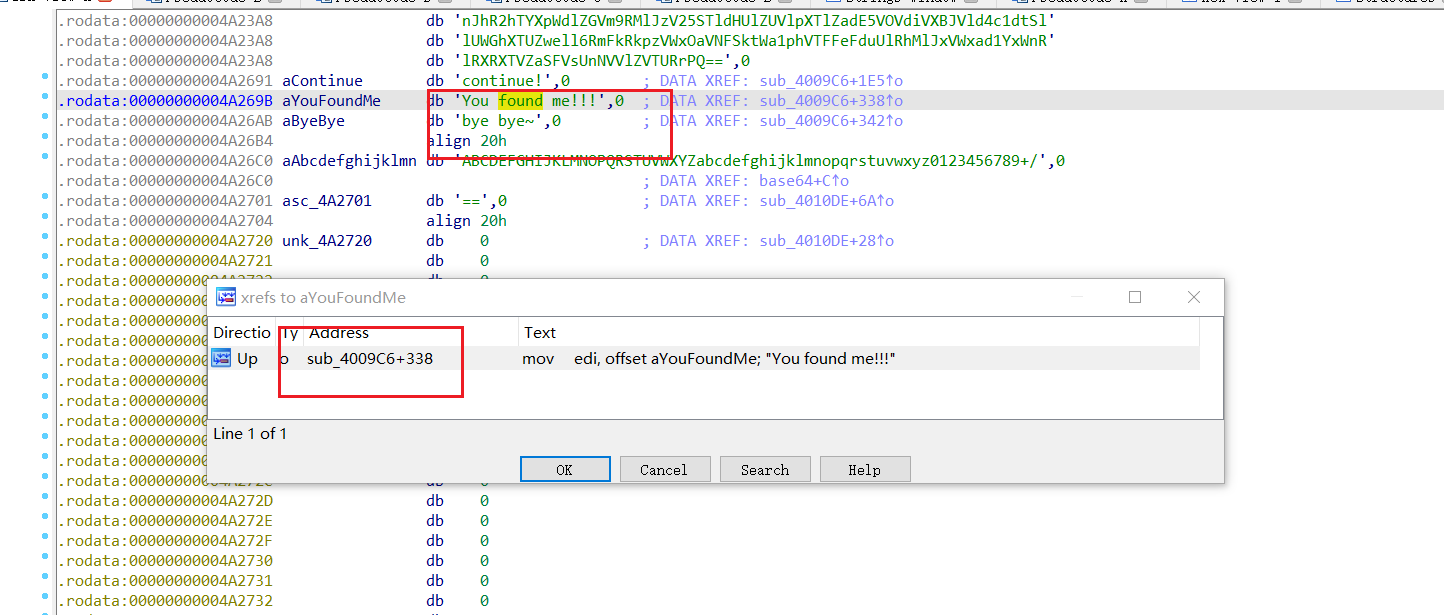 .rodata:00000000004A23A8 db 'nJhR2hTYXpWdlZGVm9RMlJzV25STldHUlZUVlpXTlZadE5VOVdiVXBJVld4c1dtSl'
.rodata:00000000004A23A8 db 'lUWGhXTUZwell6RmFkRkpzVWxOaVNFSktWa1phVTFFeFduUlRhMlJxVWxad1YxWnR'
.rodata:00000000004A23A8 db 'lRXRXTVZaSFVsUnNVVlZVTURrPQ==',0
.rodata:00000000004A2691 aContinue db 'continue!',0 ; DATA XREF: sub_4009C6+1E5↑o
.rodata:00000000004A269B aYouFoundMe db 'You found me!!!',0 ; DATA XREF: sub_4009C6+338↑o
.rodata:00000000004A26AB aByeBye db 'bye bye~',0 ; DATA XREF: sub_4009C6+342↑o
.rodata:00000000004A26B4 align 20h
.rodata:00000000004A26C0 aAbcdefghijklmn db 'ABCDEFGHIJKLMNOPQRSTUVWXYZabcdefghijklmnopqrstuvwxyz0123456789+/',0
.rodata:00000000004A26C0 ; DATA XREF: base64+C↑o
.rodata:00000000004A2701 asc_4A2701 db '==',0 ; DATA XREF: sub_4010DE+6A↑o
.rodata:00000000004A2704 align 20h
.rodata:00000000004A2720 unk_4A2720 db 0 ; DATA XREF: sub_4010DE+28↑o
.rodata:00000000004A2721 db 0
xrefs to aYouFoundMe
Directio Ty Address Text
Up o sub_4009C6+338 mov edi, offset aYouFoundMe; "You found me!!!"
Line 1 of 1
OK Cancel Search Help
.rodata:00000000004A272D db 0
.rodata:00000000004A272E db 0
.rodata:00000000004A272F db 0
.rodata:00000000004A2730 db 0
.rodata:00000000004A2731 db 0
.rodata:00000000004A2732 db 0